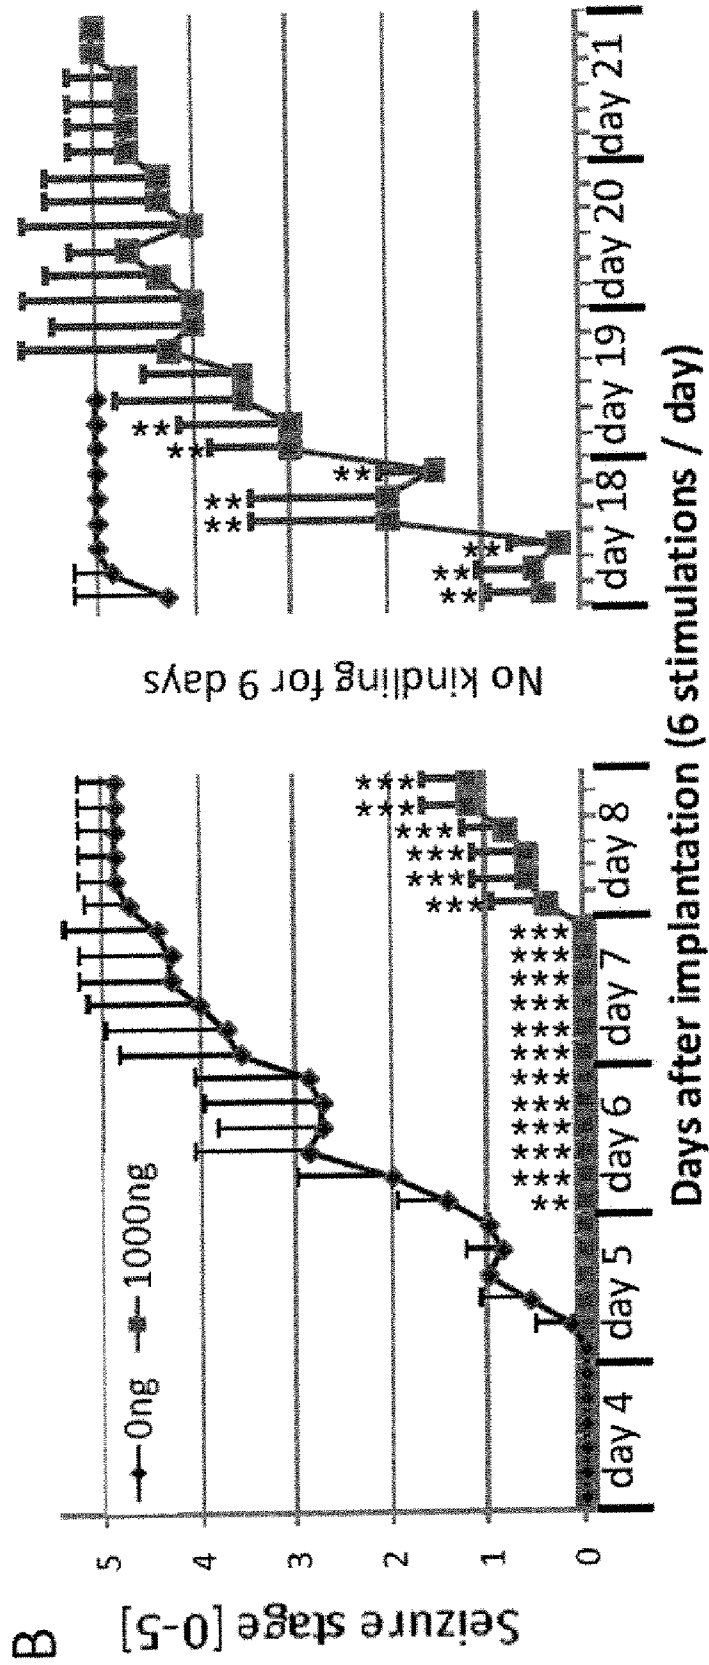 B
Seizure stage [0-5]
5
4
3
2
1
0
0ng
1000ng
***
***
***
***
***
***
**
***
***
***
***
***
***
***
***
***
***
***
No kindling for 9 days
**
**
**
**
**
**
**
**
day 4
day 5
day 6
day 7
day 8
day 18
day 19
day 20
day 21
Days after implantation (6 stimulations / day)